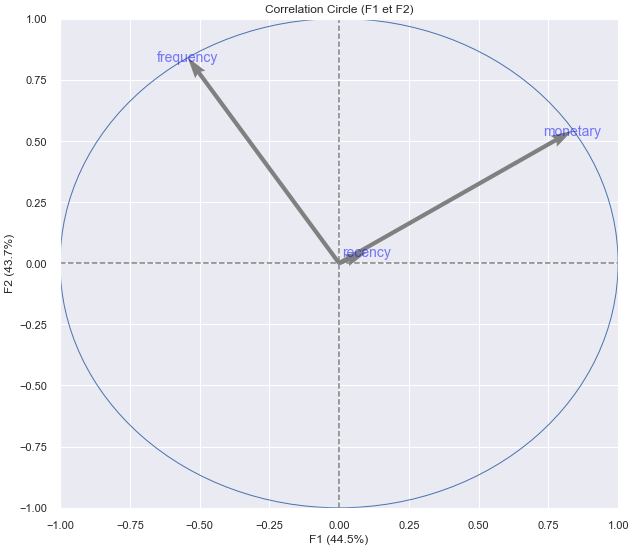 Correlation Circle (F1 et F2)
1.00
frequency
0.75
monetary
0.50
0.25
recency
0.00
−0.25
−0.50
−0.75
−1.00
F2 (43.7%)
−1.00 −0.75 −0.50 −0.25 0.00 0.25 0.50 0.75 1.00
F1 (44.5%)